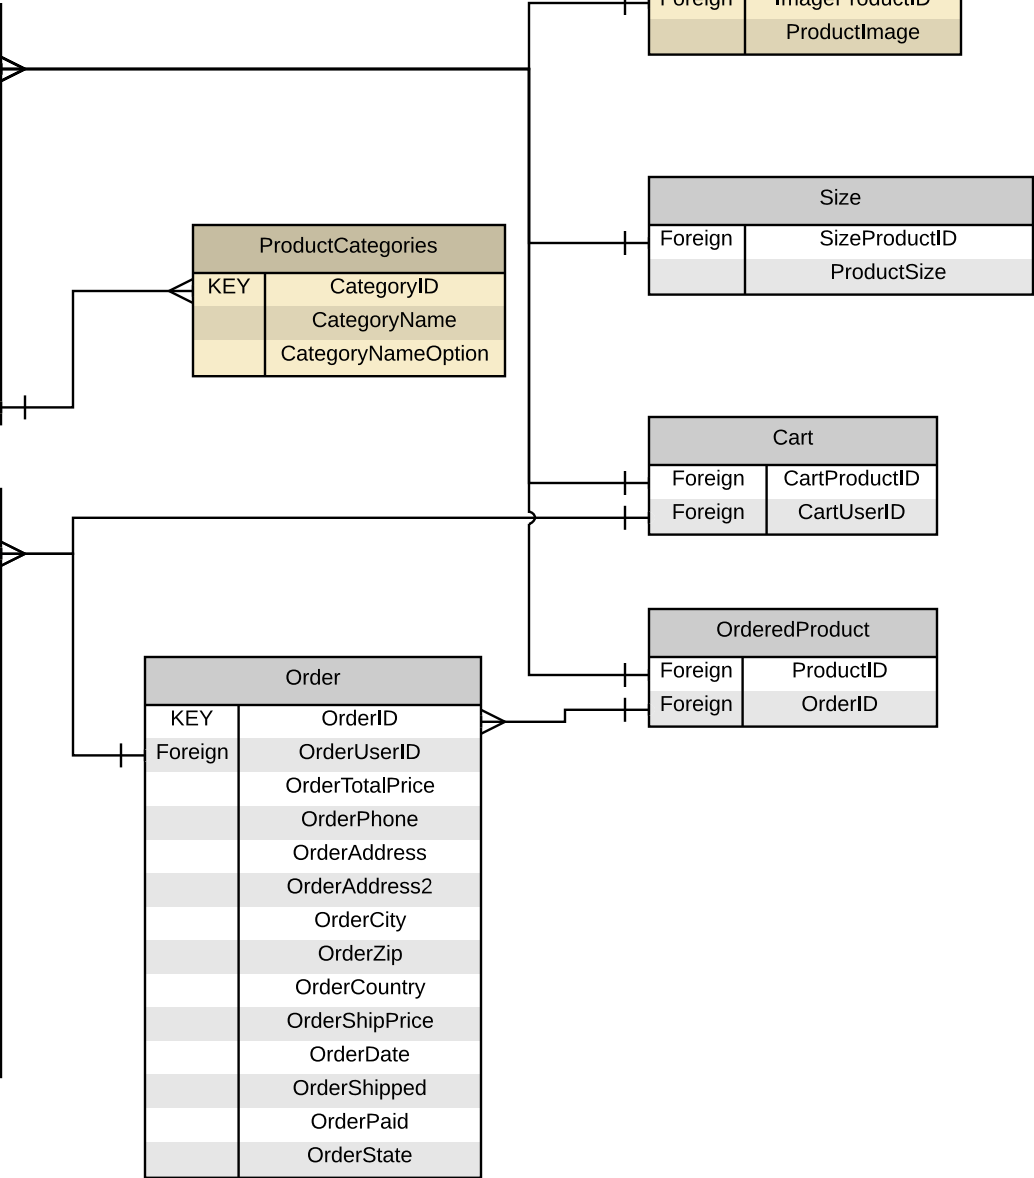 Foreign ImageProductID
ProductImage
Size
Foreign SizeProductID
ProductSize
ProductCategories
KEY CategoryID
CategoryName
CategoryNameOption
Cart
Foreign CartProductID
Foreign CartUserID
OrderedProduct
Foreign ProductID
Foreign OrderID
Order
KEY OrderID
Foreign OrderUserID
OrderTotalPrice
OrderPhone
OrderAddress
OrderAddress2
OrderCity
OrderZip
OrderCountry
OrderShipPrice
OrderDate
OrderShipped
OrderPaid
OrderState